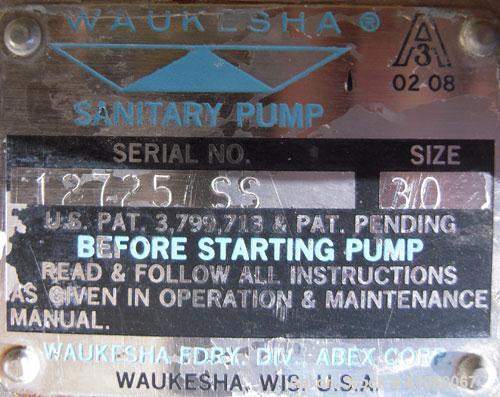 WAUKESHA ®
A
3
02-08
SANITARY PUMP
SERIAL NO. SIZE
12725 SS 30
U.S. PAT. 3,799,713 & PAT. PENDING
BEFORE STARTING PUMP
READ & FOLLOW ALL INSTRUCTIONS
AS GIVEN IN OPERATION & MAINTENANCE
MANUAL.
WAUKESHA FDRY. DIV., ABEX CORP.
WAUKESHA, WIS. U.S.A.